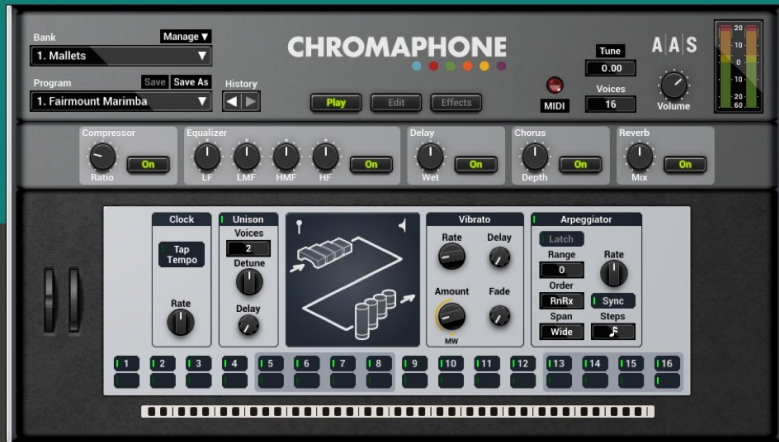 Bank
Manage ▼
1. Mallets ▼
Program
Save
Save As
History
1. Fairmount Marimba ▼
CHROMAPHONE
Play
Edit
Effects
MIDI
Tune
0.00
Voices
16
A|A|S
Volume
20
10
0
10
20
60
Compressor
Ratio
On
Equalizer
LF
LMF
HMF
HF
On
Delay
Wet
On
Chorus
Depth
On
Reverb
Mix
On
Clock
Tap
Tempo
Rate
Unison
Voices
2
Detune
Delay
Vibrato
Rate
Delay
Amount
Fade
MW
Arpeggiator
Latch
Range
0
Rate
Order
RnRx
Sync
Span
Wide
Steps
1 2 3 4 5 6 7 8 9 10 11 12 13 14 15 16